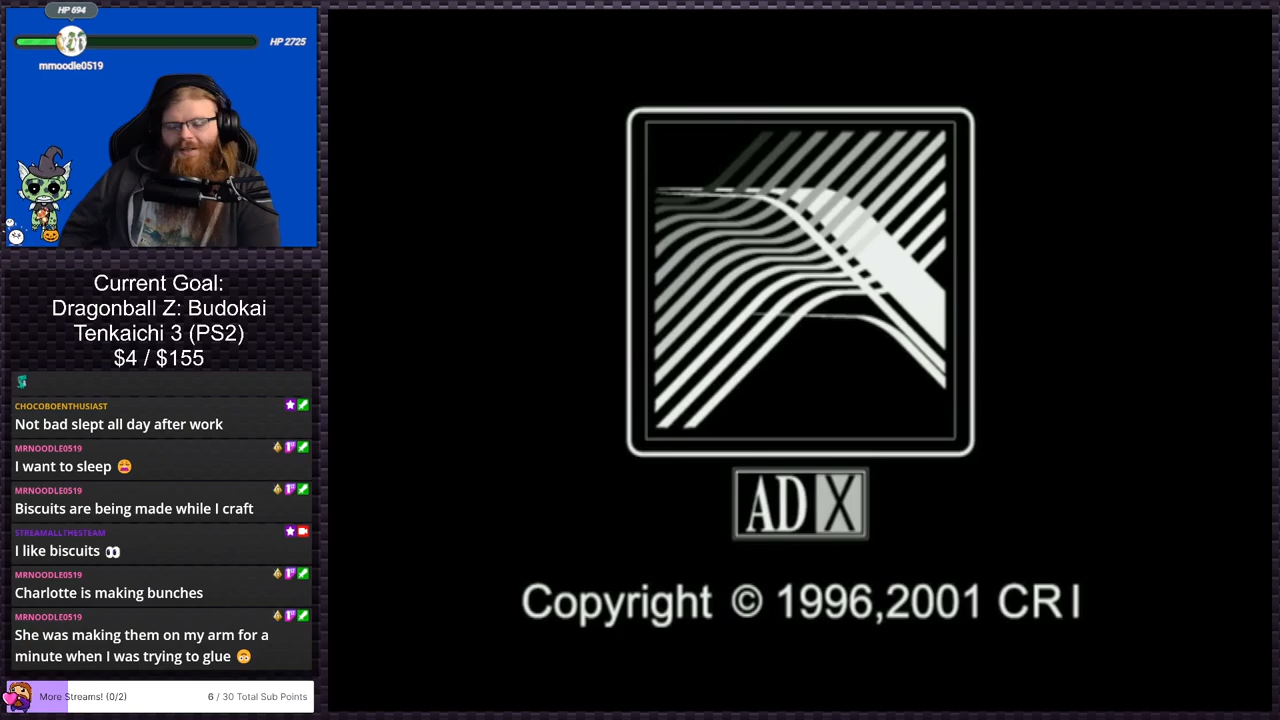 HP 694
HP 2725
mmoodle0519
Current Goal:
Dragonball Z: Budokai
Tenkaichi 3 (PS2)
$4 / $155
CHOCOBOENTHUSIAST
Not bad slept all day after work
MRNOODLE0519
I want to sleep 😩
MRNOODLE0519
Biscuits are being made while I craft
STREAMALLTHESTEAM
I like biscuits 👀
MRNOODLE0519
Charlotte is making bunches
MRNOODLE0519
She was making them on my arm for a
minute when I was trying to glue 🙃
More Streams! (0/2)
6 / 30 Total Sub Points
ADX
Copyright © 1996,2001 CRI